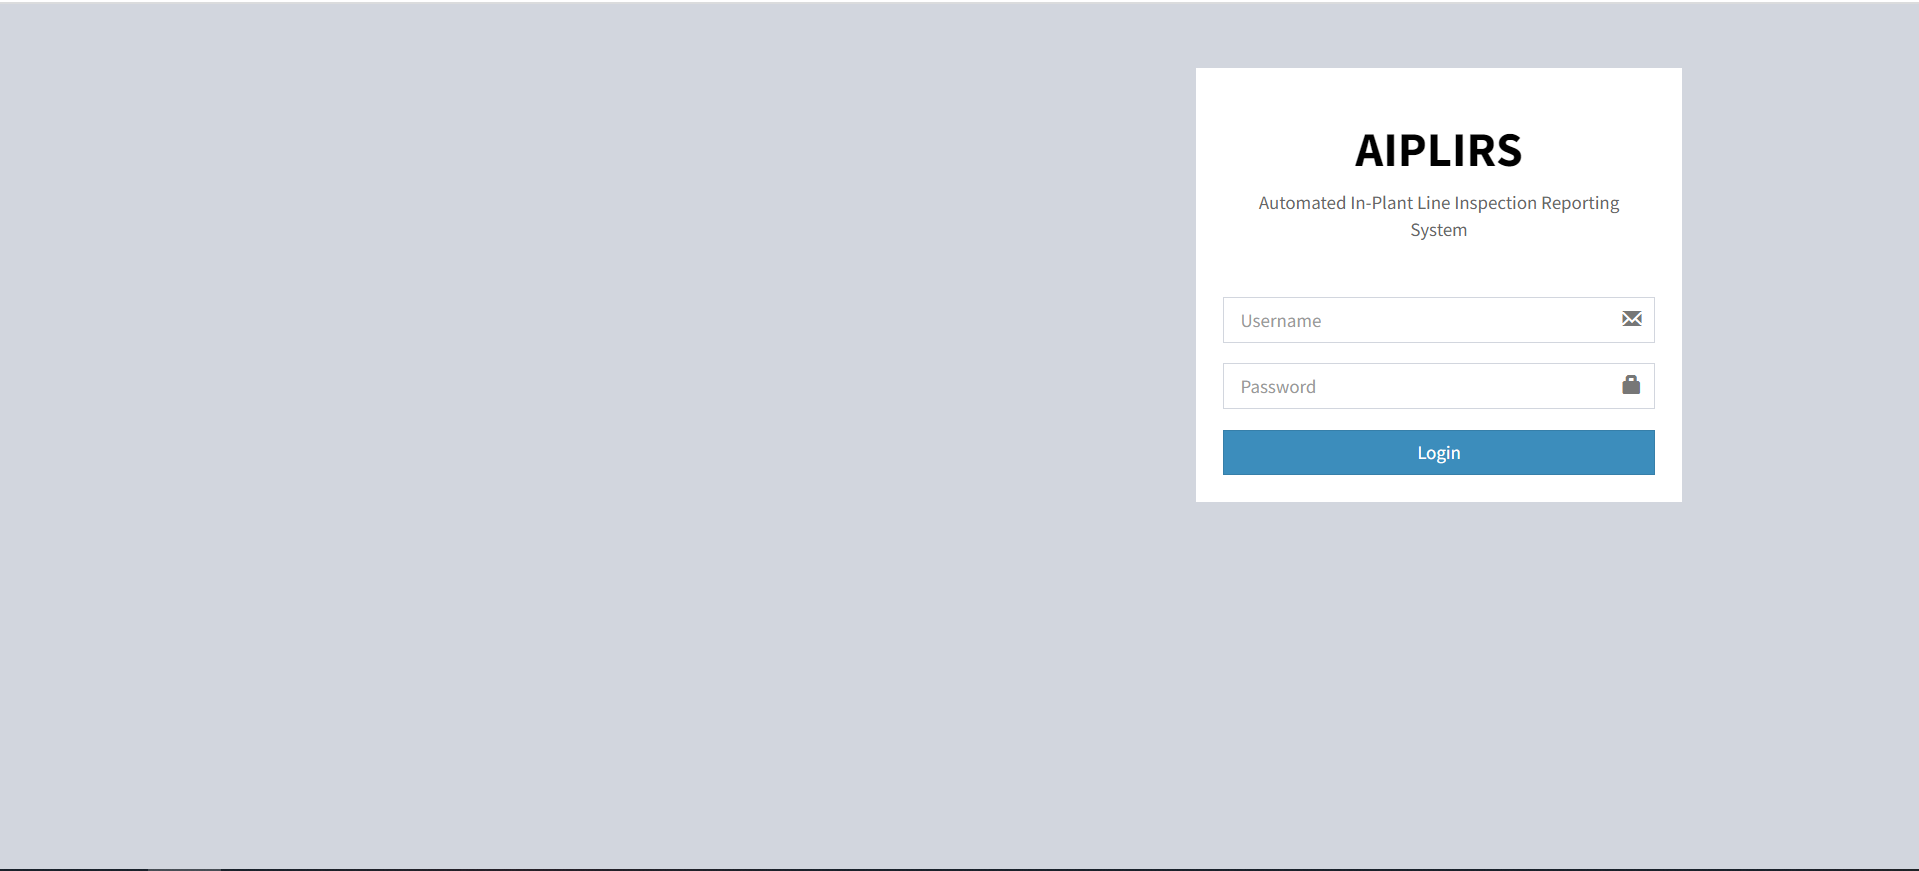 AIPLIRS
Automated In-Plant Line Inspection Reporting
System
Username
Password
Login